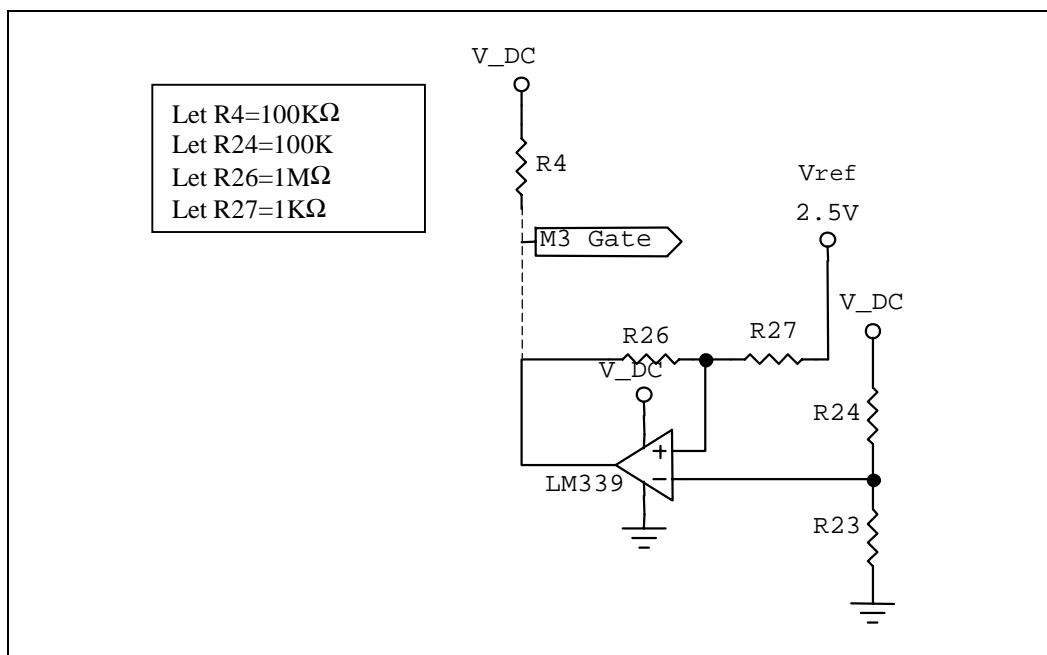 V_DC
Let R4=100KΩ
Let R24=100K
Let R26=1MΩ
Let R27=1KΩ
R4
Vref
2.5V
M3 Gate
V_DC
R26
R27
V_DC
R24
+
−
LM339
R23